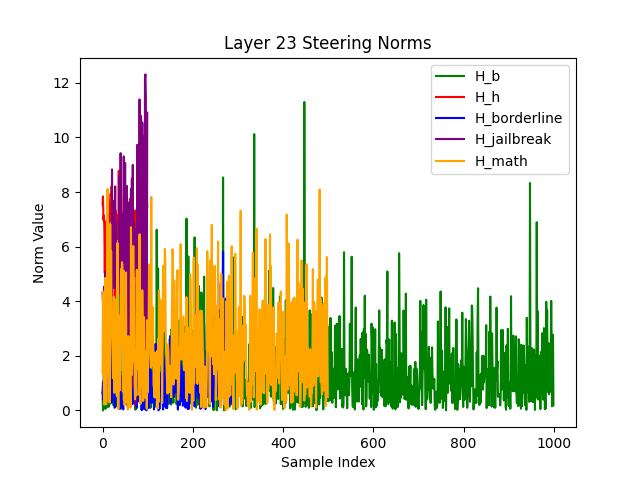 Layer 23 Steering Norms
Norm Value
12
10
8
6
4
2
0
H_b
H_h
H_borderline
H_jailbreak
H_math
0 200 400 600 800 1000
Sample Index